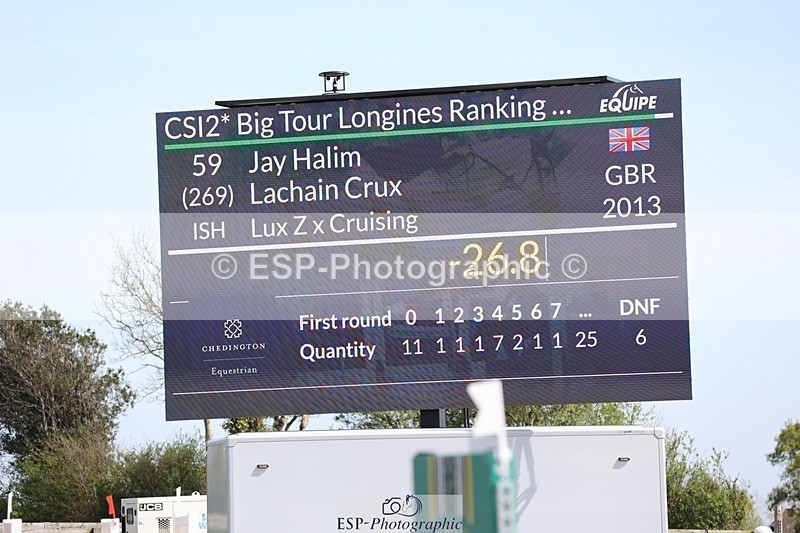 CSI2* Big Tour Longines Ranking ...
EQUIPE
59 Jay Halim
(269) Lachain Crux GBR
ISH Lux Z x Cruising 2013
-26.8
© ESP-Photographic ©
First round 0 1 2 3 4 5 6 7 ... DNF
Quantity 11 1 1 1 7 2 1 1 25 6
CHEDINGTON
Equestrian
JCB
ESP-Photographic